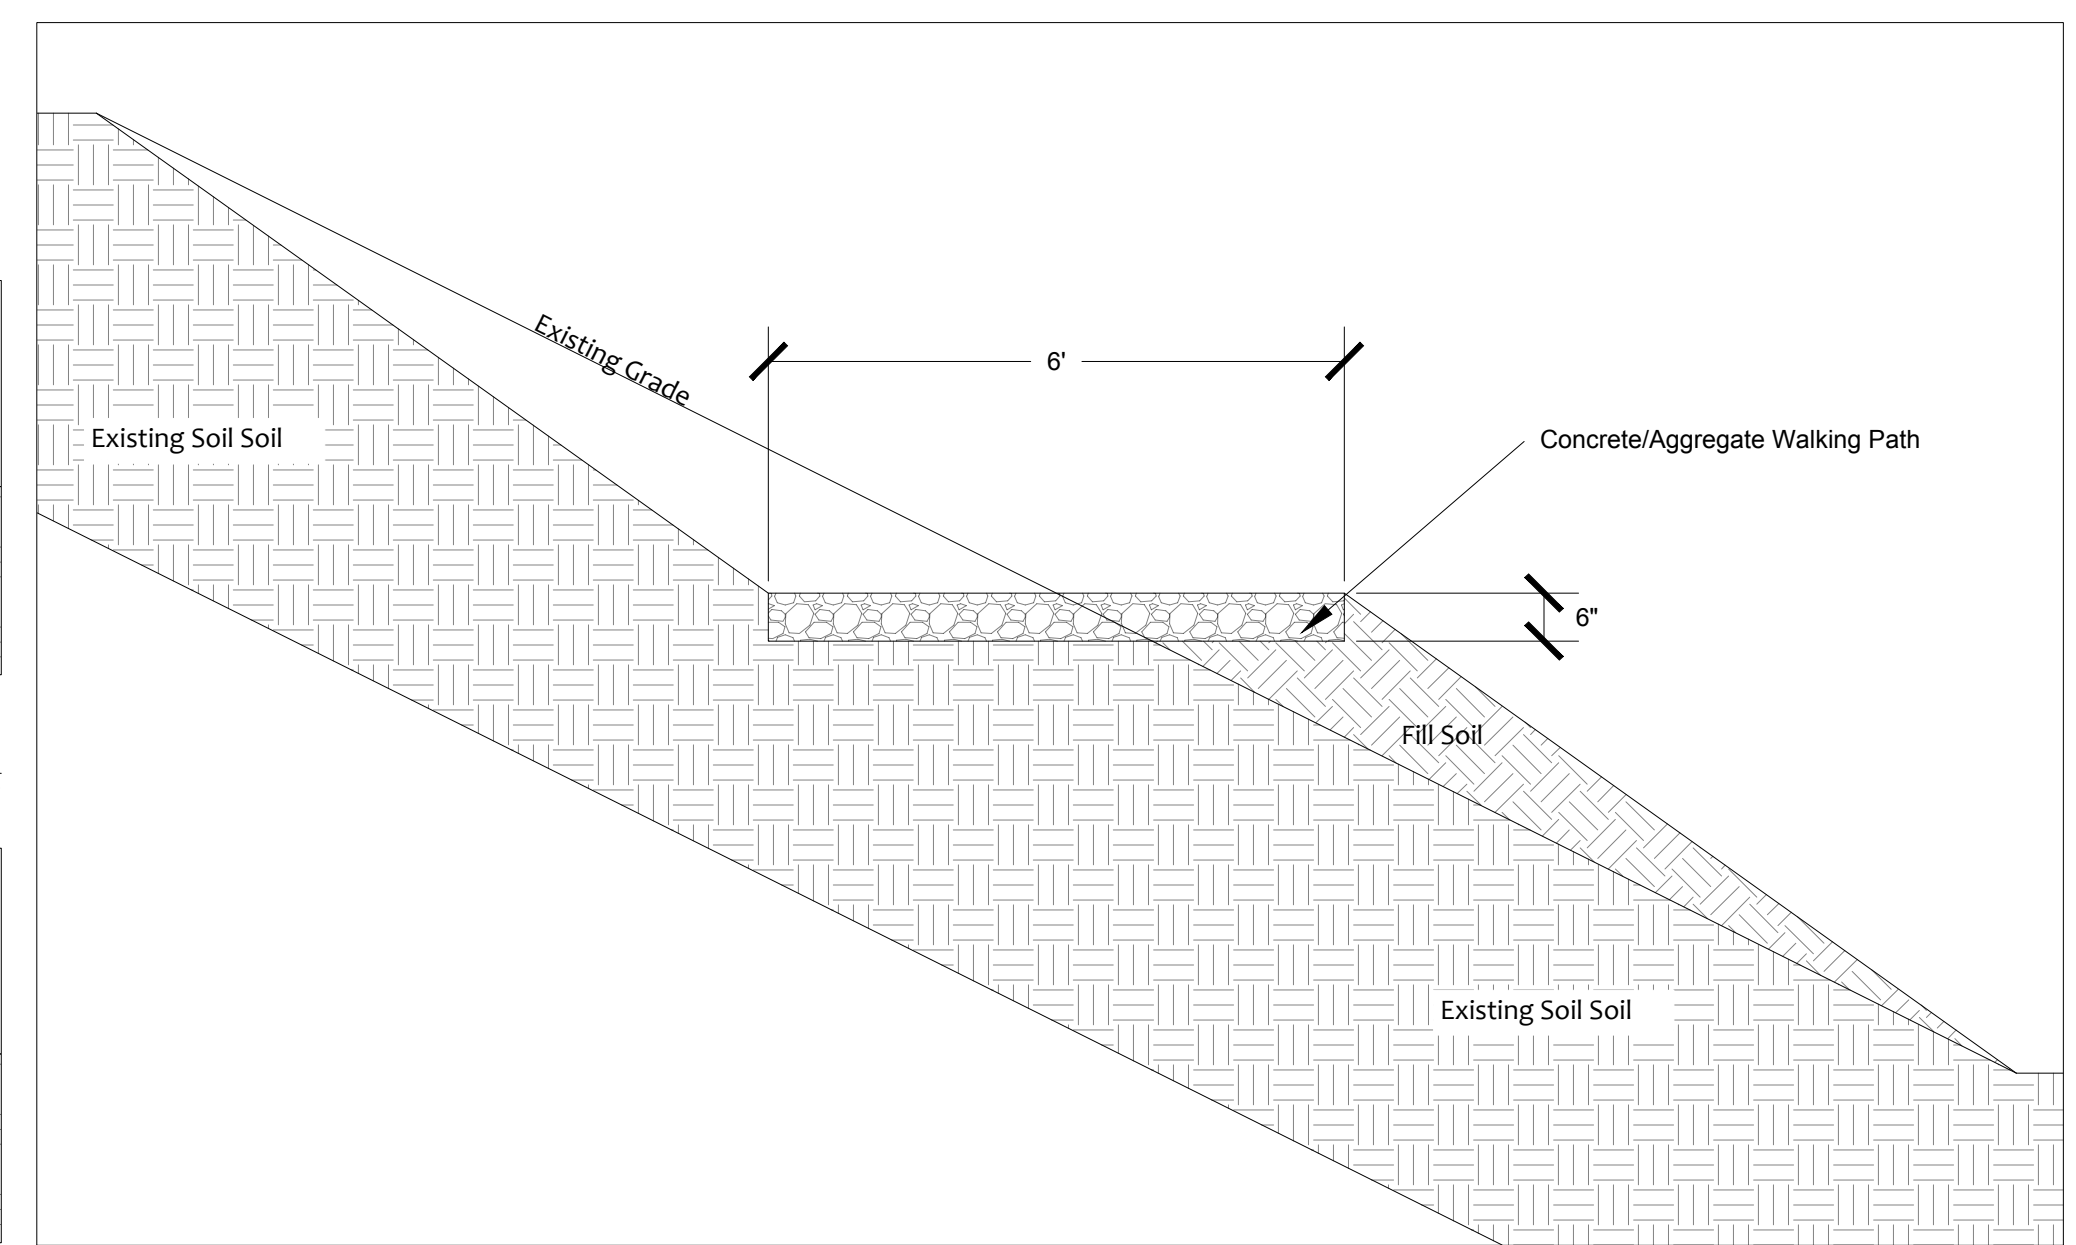 Existing Grade
6'
Existing Soil Soil
Concrete/Aggregate Walking Path
6"
Fill Soil
Existing Soil Soil